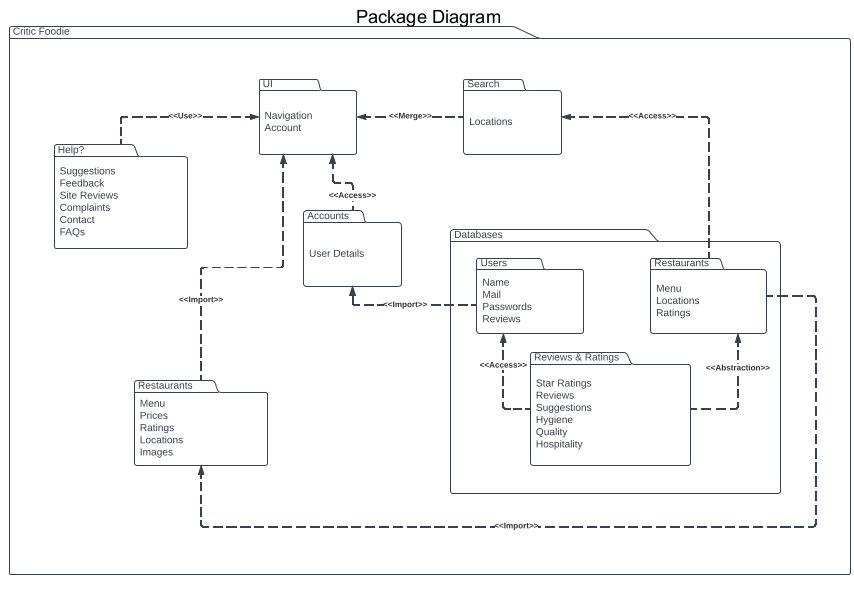 Package Diagram
Critic Foodie
UI
Navigation
Account
Search
Locations
<<Use>>
<<Merge>>
<<Access>>
Help?
Suggestions
Feedback
Site Reviews
Complaints
Contact
FAQs
<<Access>>
Accounts
User Details
Databases
Users
Name
Mail
Passwords
Reviews
Restaurants
Menu
Locations
Ratings
<<Import>>
<<Import>>
Reviews & Ratings
Star Ratings
Reviews
Suggestions
Hygiene
Quality
Hospitality
<<Access>>
<<Abstraction>>
Restaurants
Menu
Prices
Ratings
Locations
Images
<<Import>>